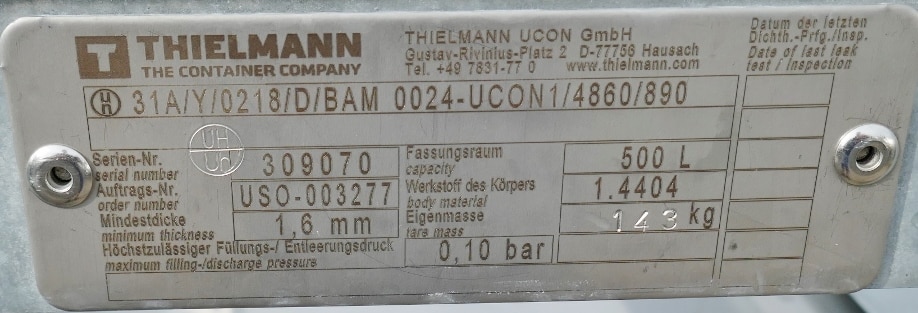 THIELMANN
THE CONTAINER COMPANY
THIELMANN UCON GmbH
Gustav-Rivinius-Platz 2 D-77756 Hausach
Tel. +49 7831-77 0 www.thielmann.com
Datum der letzten
Dichth.-Prfg./Insp.
Date of last leak
test / inspection
un 31A/Y/0218/D/BAM 0024-UCON1/4860/890
UH
Un
Serien-Nr.
serial number
309070
Auftrags-Nr.
order number
USO-003277
Mindestdicke
minimum thickness
1,6 mm
Fassungsraum
capacity
500 L
Werkstoff des Körpers
body material
1.4404
Eigenmasse
tare mass
143 kg
Höchstzulässiger Füllungs-/ Entleerungsdruck
maximum filling-/discharge pressure
0,10 bar